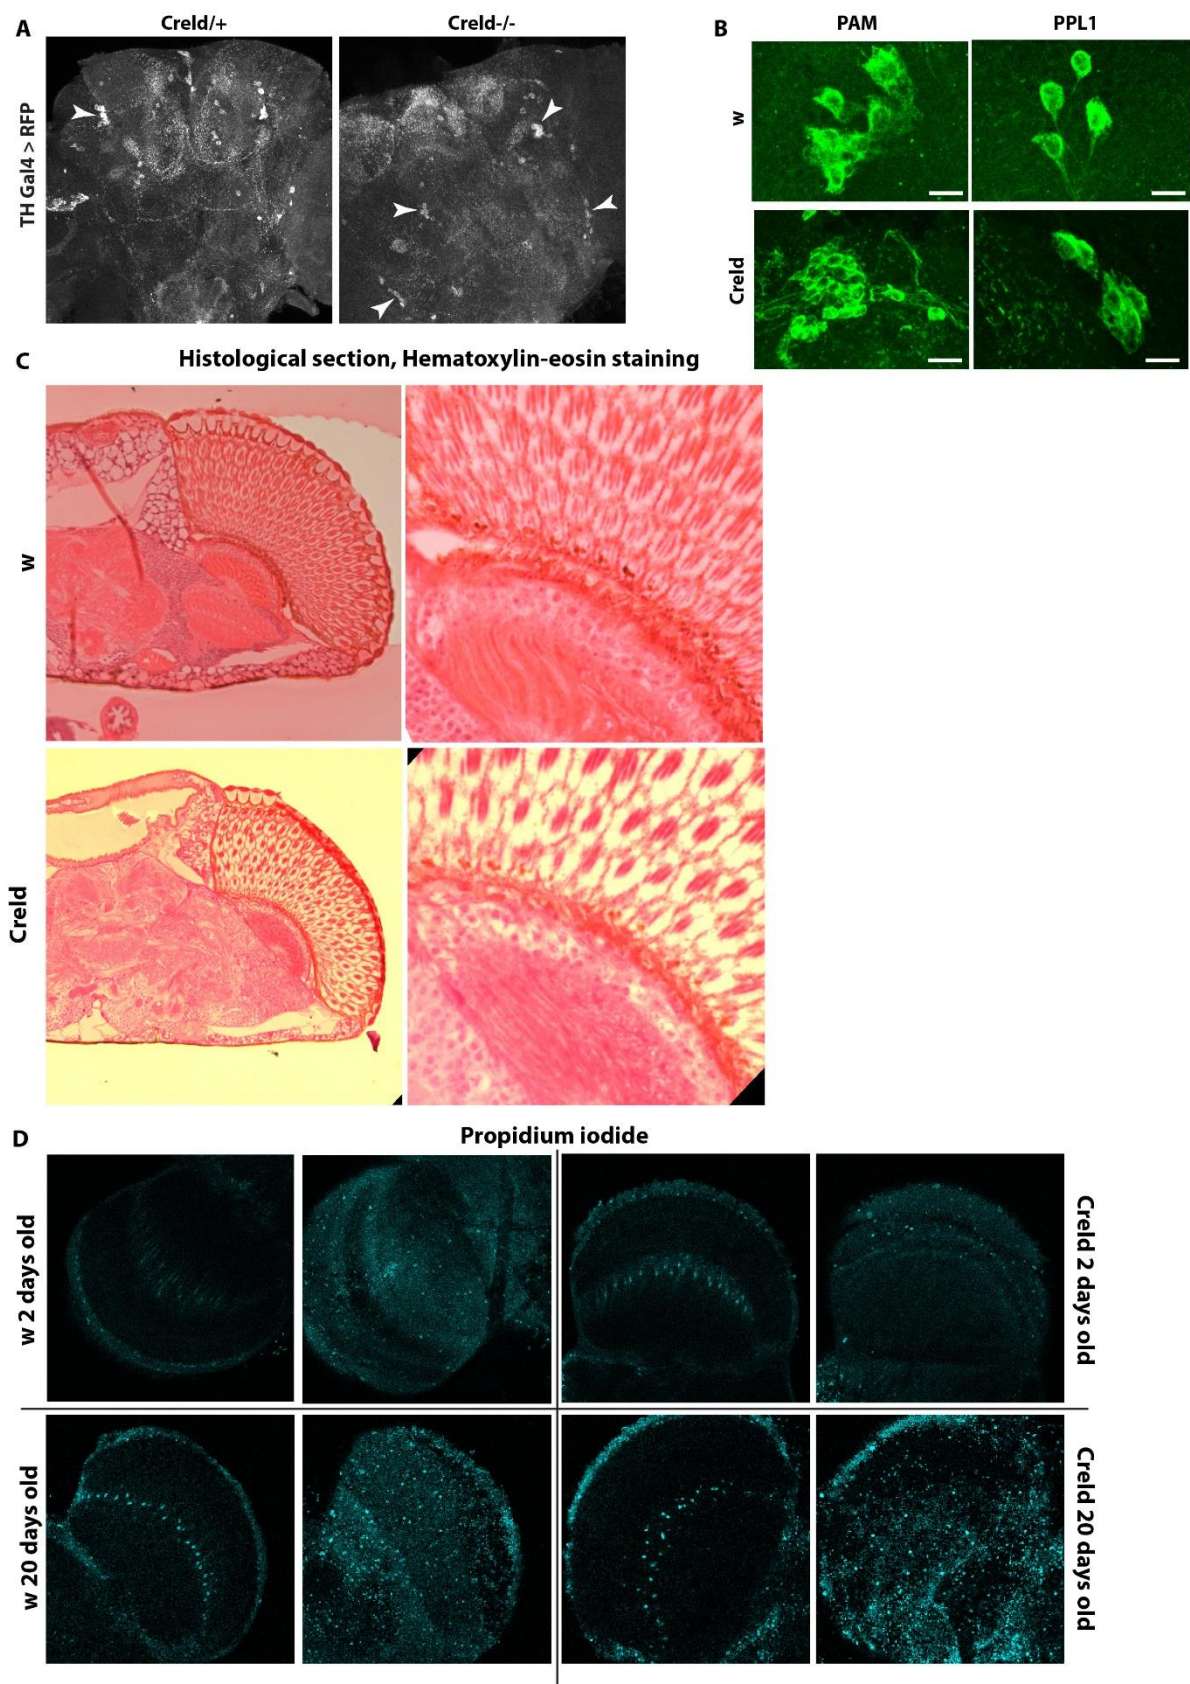 A
Creld/+
Creld-/-
TH Gal4 > RFP
B
PAM
PPL1
w
Creld
C
Histological section, Hematoxylin-eosin staining
w
Creld
D
Propidium iodide
w 2 days old
Creld 2 days old
w 20 days old
Creld 20 days old